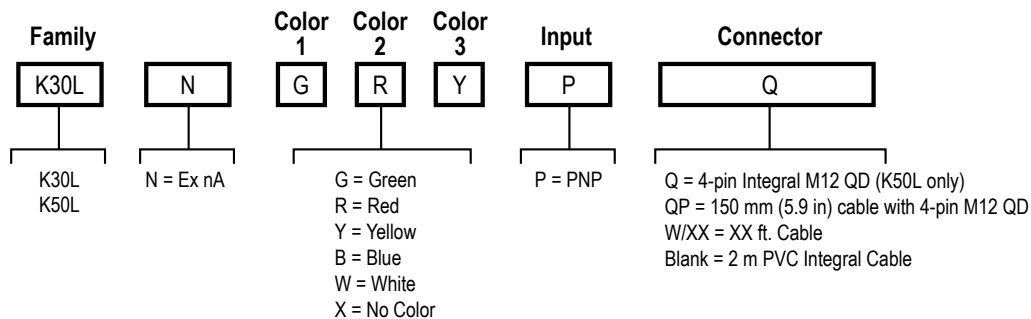 Family
Color 1
Color 2
Color 3
Input
Connector
K30L
N
G
R
Y
P
Q
K30L
K50L
N = Ex nA
G = Green
R = Red
Y = Yellow
B = Blue
W = White
X = No Color
P = PNP
Q = 4-pin Integral M12 QD (K50L only)
QP = 150 mm (5.9 in) cable with 4-pin M12 QD
W/XX = XX ft. Cable
Blank = 2 m PVC Integral Cable